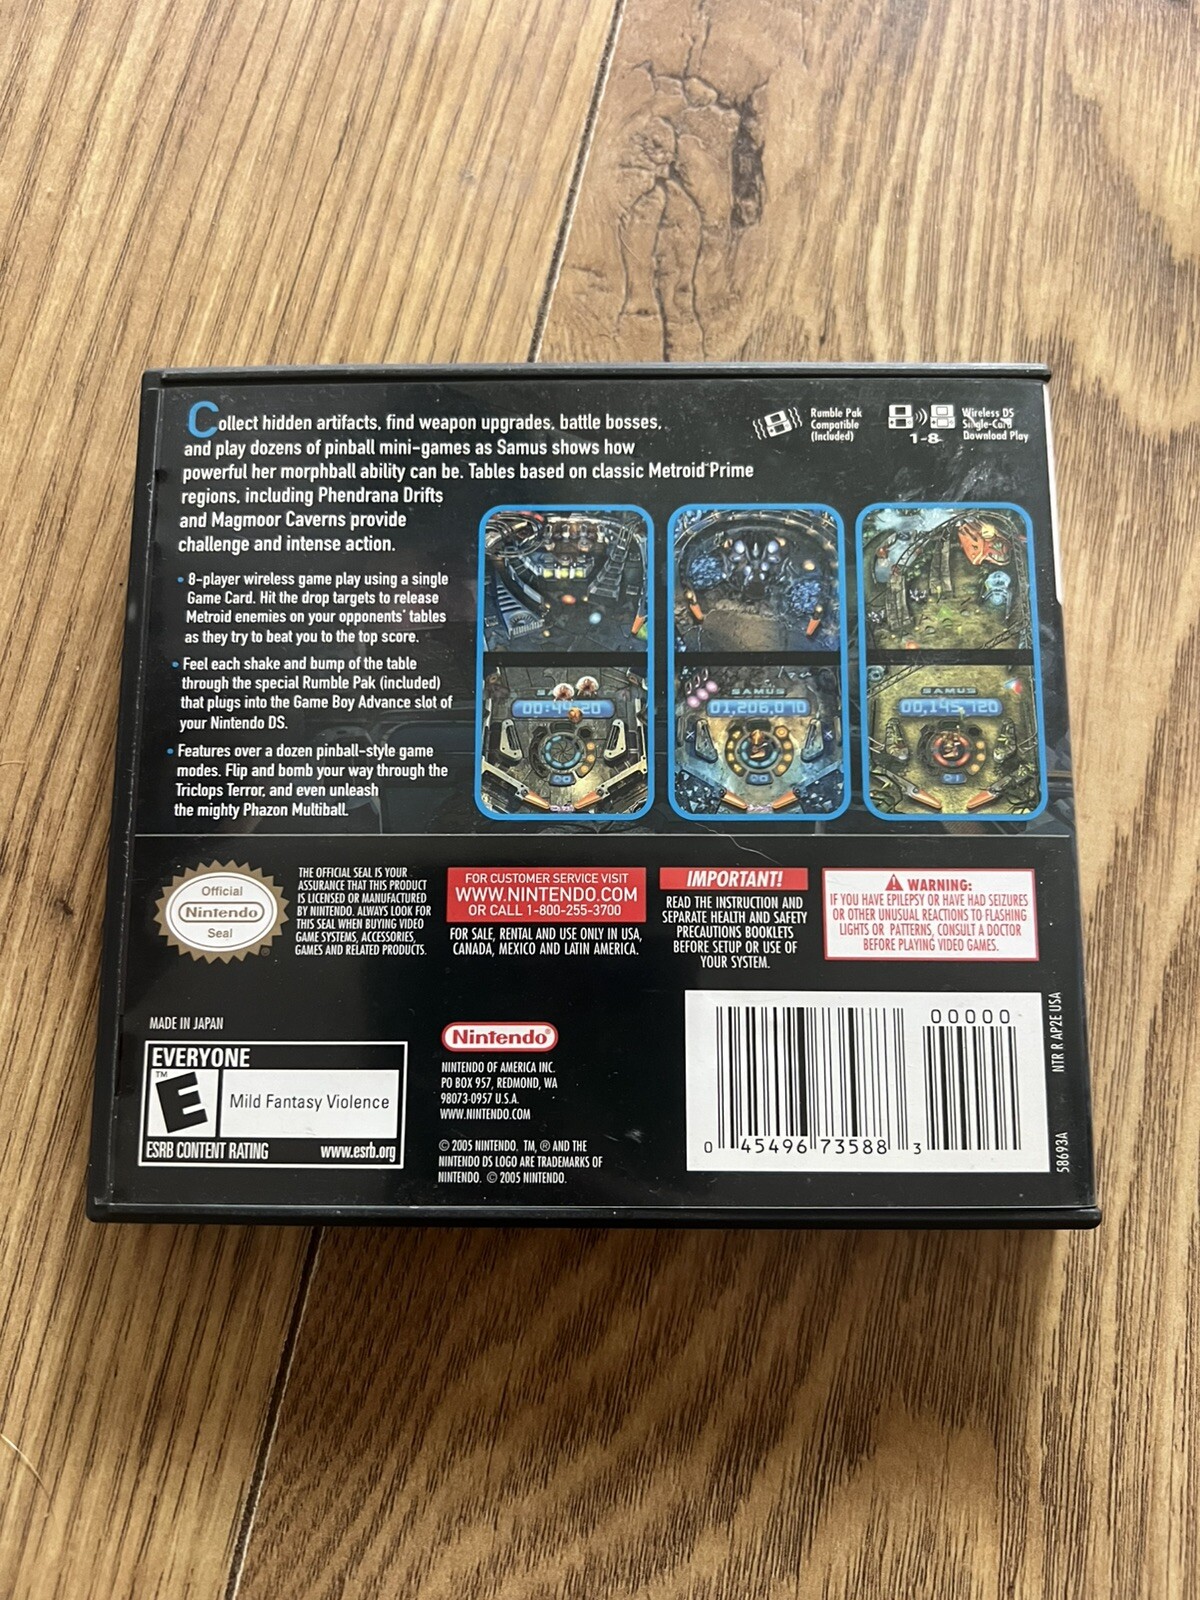 Collect hidden artifacts, find weapon upgrades, battle bosses,
and play dozens of pinball mini-games as Samus shows how
powerful her morphball ability can be. Tables based on classic Metroid Prime
regions, including Phendrana Drifts
and Magmoor Caverns provide
challenge and intense action.
• 8-player wireless game play using a single
Game Card. Hit the drop targets to release
Metroid enemies on your opponents' tables
as they try to beat you to the top score.
• Feel each shake and bump of the table
through the special Rumble Pak (included)
that plugs into the Game Boy Advance slot of
your Nintendo DS.
• Features over a dozen pinball-style game
modes. Flip and bomb your way through the
Triclops Terror, and even unleash
the mighty Phazon Multiball.
Rumble Pak
Compatible
(Included)
1-8
Wireless DS
Single-Card
Download Play
SAMUS
01,206,070
00
SAMUS
00,145,720
01
Official
Nintendo
Seal
THE OFFICIAL SEAL IS YOUR
ASSURANCE THAT THIS PRODUCT
IS LICENSED OR MANUFACTURED
BY NINTENDO. ALWAYS LOOK FOR
THIS SEAL WHEN BUYING VIDEO
GAME SYSTEMS, ACCESSORIES,
GAMES AND RELATED PRODUCTS.
FOR CUSTOMER SERVICE VISIT
WWW.NINTENDO.COM
OR CALL 1-800-255-3700
FOR SALE, RENTAL AND USE ONLY IN USA,
CANADA, MEXICO AND LATIN AMERICA.
IMPORTANT!
READ THE INSTRUCTION AND
SEPARATE HEALTH AND SAFETY
PRECAUTIONS BOOKLETS
BEFORE SETUP OR USE OF
YOUR SYSTEM.
WARNING:
IF YOU HAVE EPILEPSY OR HAVE HAD SEIZURES
OR OTHER UNUSUAL REACTIONS TO FLASHING
LIGHTS OR PATTERNS, CONSULT A DOCTOR
BEFORE PLAYING VIDEO GAMES.
MADE IN JAPAN
EVERYONE
E™
Mild Fantasy Violence
ESRB CONTENT RATING www.esrb.org
Nintendo®
NINTENDO OF AMERICA INC.
PO BOX 957, REDMOND, WA
98073-0957 U.S.A.
WWW.NINTENDO.COM
© 2005 NINTENDO. TM, ® AND THE
NINTENDO DS LOGO ARE TRADEMARKS OF
NINTENDO. © 2005 NINTENDO.
00000
0 45496 73588 3
NTR R AP2E USA
58693A